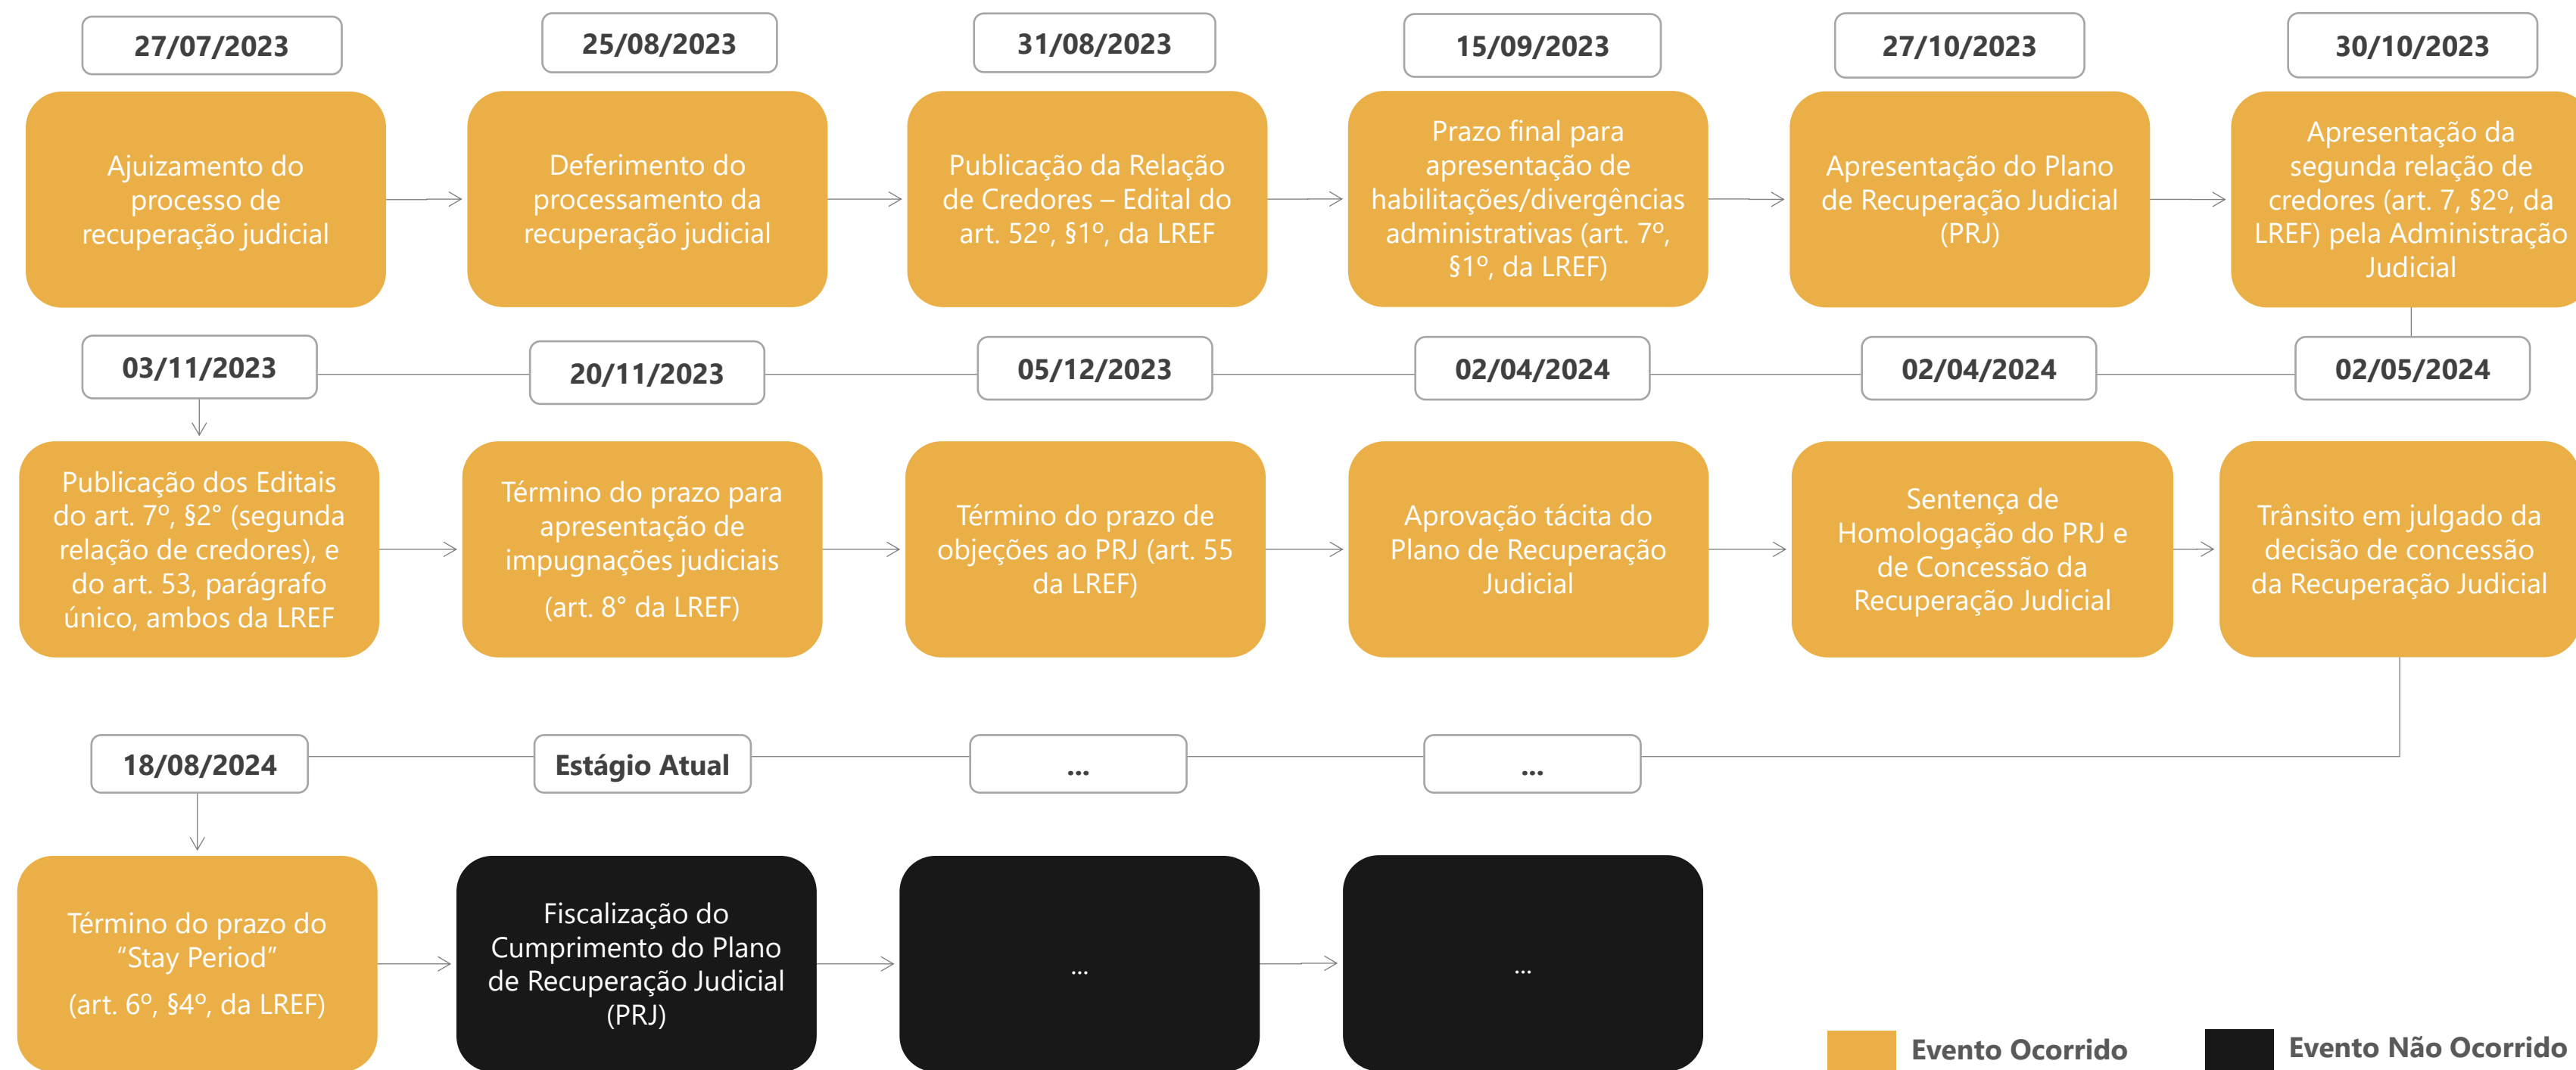 27/07/2023
25/08/2023
31/08/2023
15/09/2023
27/10/2023
30/10/2023
Ajuizamento do
processo de
recuperação judicial
Deferimento do
processamento da
recuperação judicial
Publicação da Relação
de Credores – Edital do
art. 52º, §1º, da LREF
Prazo final para
apresentação de
habilitações/divergências
administrativas (art. 7º,
§1º, da LREF)
Apresentação do Plano
de Recuperação Judicial
(PRJ)
Apresentação da
segunda relação de
credores (art. 7, §2º, da
LREF) pela Administração
Judicial
03/11/2023
20/11/2023
05/12/2023
02/04/2024
02/04/2024
02/05/2024
Publicação dos Editais
do art. 7º, §2° (segunda
relação de credores), e
do art. 53, parágrafo
único, ambos da LREF
Término do prazo para
apresentação de
impugnações judiciais
(art. 8° da LREF)
Término do prazo de
objeções ao PRJ (art. 55
da LREF)
Aprovação tácita do
Plano de Recuperação
Judicial
Sentença de
Homologação do PRJ e
de Concessão da
Recuperação Judicial
Trânsito em julgado da
decisão de concessão
da Recuperação Judicial
18/08/2024
Estágio Atual
...
...
Término do prazo do
“Stay Period”
(art. 6º, §4º, da LREF)
Fiscalização do
Cumprimento do Plano
de Recuperação Judicial
(PRJ)
...
...
Evento Ocorrido
Evento Não Ocorrido